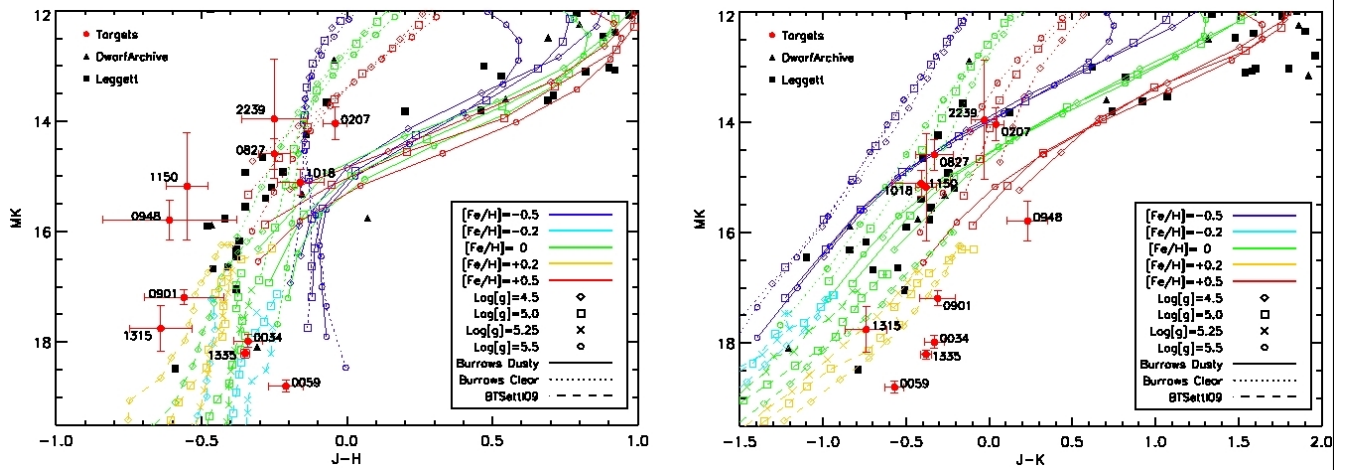 12
14
16
18
MK
-1.0
-0.5
0.0
0.5
1.0
J-H
Targets
DwarfArchive
Leggett
2239
0207
0827
1018
1150
0948
0901
1315
0034
1335
0059
[Fe/H]=-0.5
[Fe/H]=-0.2
[Fe/H]= 0
[Fe/H]=+0.2
[Fe/H]=+0.5
Log[g]=4.5
Log[g]=5.0
Log[g]=5.25
Log[g]=5.5
Burrows Dusty
Burrows Clear
BTSettl09
12
14
16
18
MK
-1.5
-1.0
-0.5
0.0
0.5
1.0
1.5
2.0
J-K
Targets
DwarfArchive
Leggett
2239
0207
0827
1018
1150
0948
0901
1315
0034
1335
0059
[Fe/H]=-0.5
[Fe/H]=-0.2
[Fe/H]= 0
[Fe/H]=+0.2
[Fe/H]=+0.5
Log[g]=4.5
Log[g]=5.0
Log[g]=5.25
Log[g]=5.5
Burrows Dusty
Burrows Clear
BTSettl09